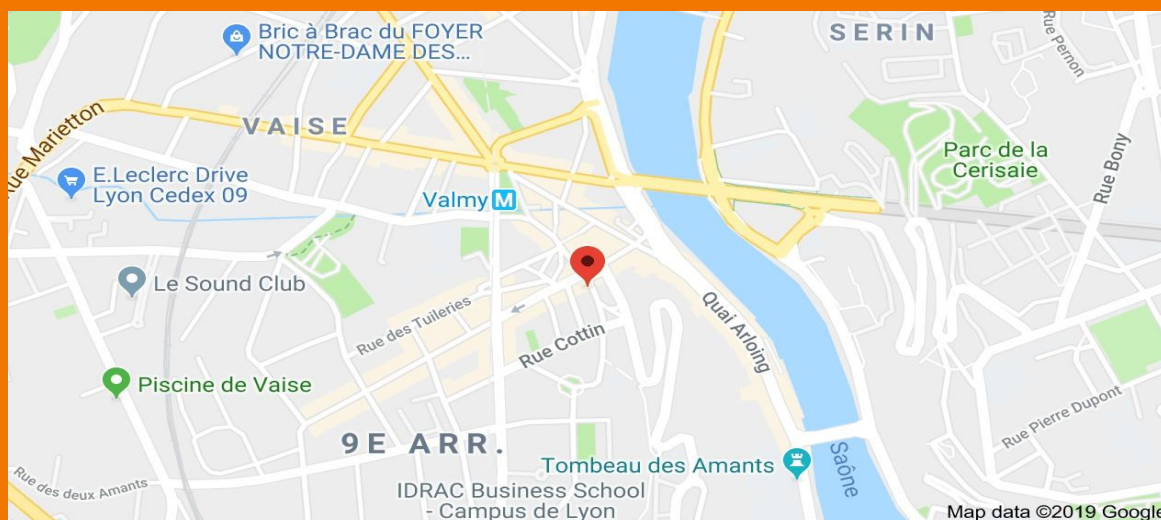 Bric à Brac du FOYER
NOTRE-DAME DES...
SERIN
Rue Pernon
Rue Marietton
VAISE
E.Leclerc Drive
Lyon Cedex 09
Valmy M
Parc de la
Cerisaie
Rue Bony
Le Sound Club
Rue des Tuileries
Quai Arloing
Rue Cottin
Piscine de Vaise
Rue Pierre Dupont
9E ARR.
Tombeau des Amants
Saône
Rue des deux Amants
IDRAC Business School
- Campus de Lyon
Map data ©2019 Google